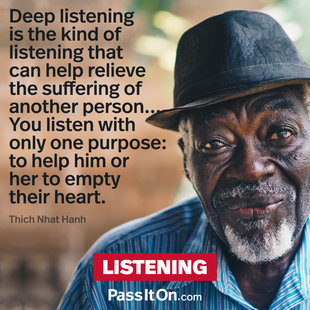 Deep listening
is the kind of
listening that
can help relieve
the suffering of
another person...
You listen with
only one purpose:
to help him or
her to empty
their heart.
Thich Nhat Hanh
LISTENING
PassItOn.com